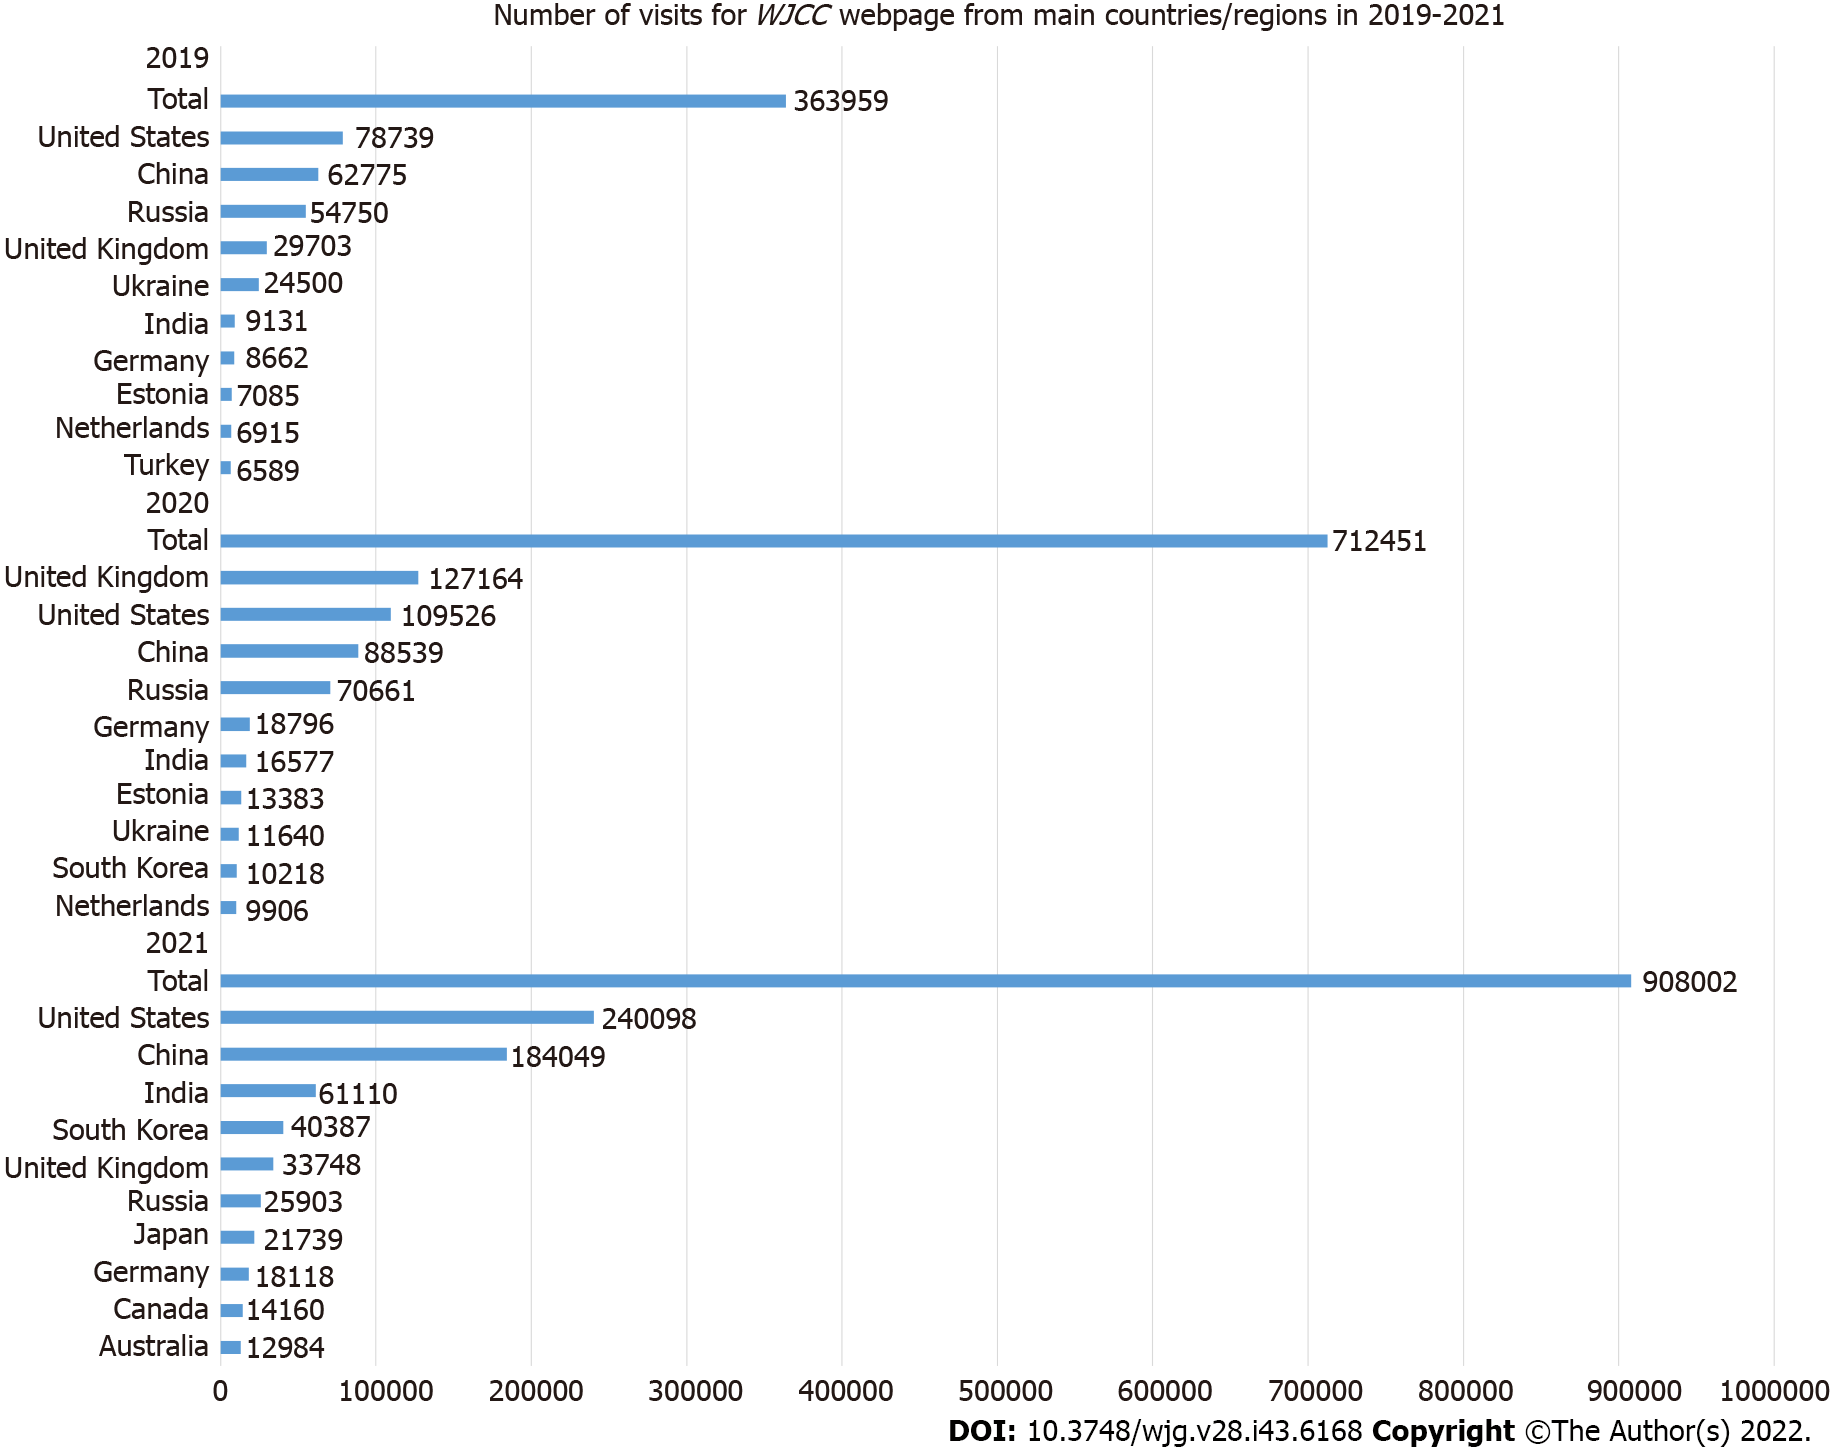 Number of visits for WJCC webpage from main countries/regions in 2019-2021
2019
Total 363959
United States 78739
China 62775
Russia 54750
United Kingdom 29703
Ukraine 24500
India 9131
Germany 8662
Estonia 7085
Netherlands 6915
Turkey 6589
2020
Total 712451
United Kingdom 127164
United States 109526
China 88539
Russia 70661
Germany 18796
India 16577
Estonia 13383
Ukraine 11640
South Korea 10218
Netherlands 9906
2021
Total 908002
United States 240098
China 184049
India 61110
South Korea 40387
United Kingdom 33748
Russia 25903
Japan 21739
Germany 18118
Canada 14160
Australia 12984
0 100000 200000 300000 400000 500000 600000 700000 800000 900000 1000000
DOI: 10.3748/wjg.v28.i43.6168 Copyright ©The Author(s) 2022.